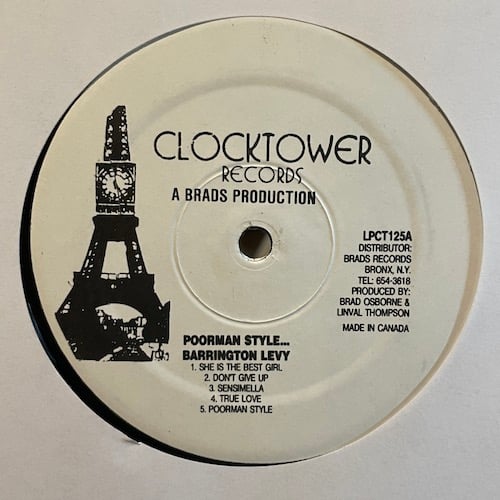 CLOCKTOWER
RECORDS
A BRADS PRODUCTION
LPCT125A
DISTRIBUTOR:
BRADS RECORDS
BRONX, N.Y.
TEL: 654-3618
PRODUCED BY:
BRAD OSBORNE &
LINVAL THOMPSON
MADE IN CANADA
POORMAN STYLE...
BARRINGTON LEVY
1. SHE IS THE BEST GIRL
2. DON'T GIVE UP
3. SENSIMELLA
4. TRUE LOVE
5. POORMAN STYLE